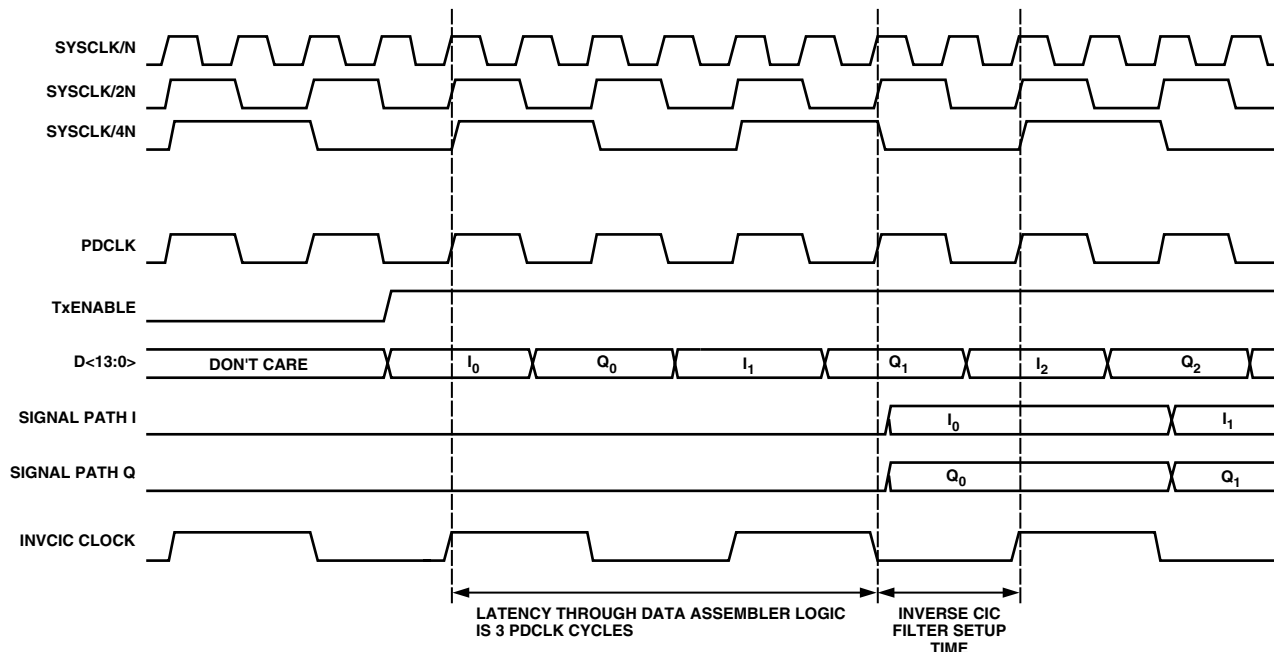 SYSCLK/N
SYSCLK/2N
SYSCLK/4N
PDCLK
TxENABLE
D<13:0>
DON'T CARE
I0
Q0
I1
Q1
I2
Q2
SIGNAL PATH I
I0
I1
SIGNAL PATH Q
Q0
Q1
INVCIC CLOCK
LATENCY THROUGH DATA ASSEMBLER LOGIC
IS 3 PDCLK CYCLES
INVERSE CIC
FILTER SETUP
TIME